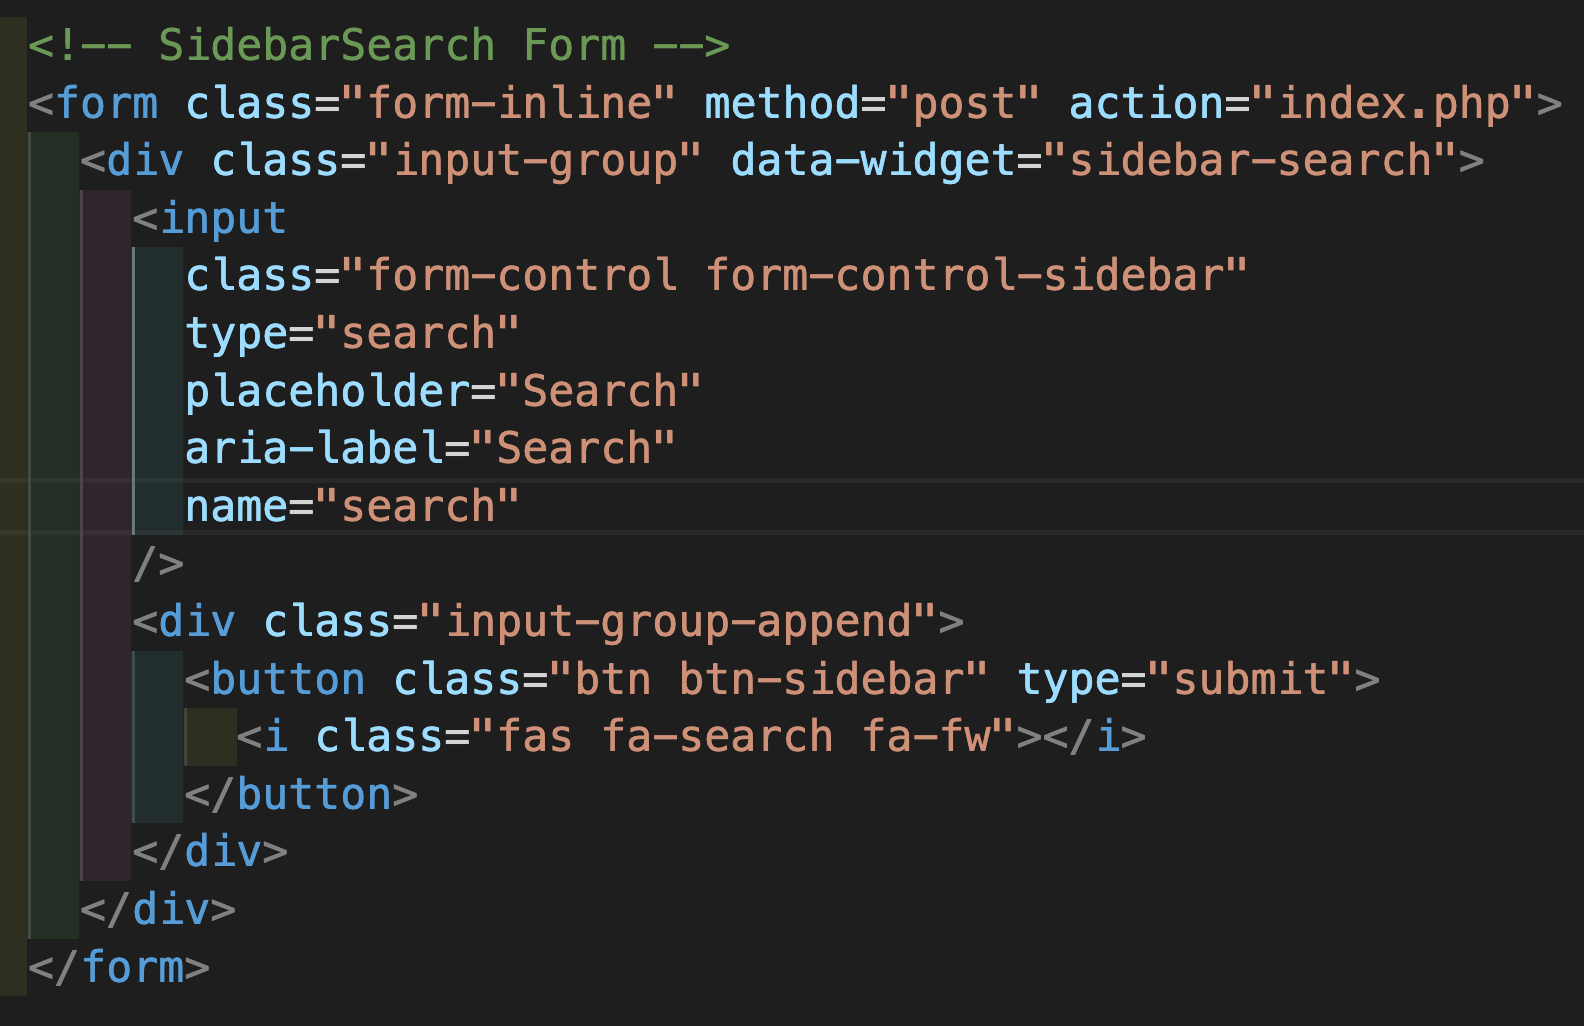 <!-- SidebarSearch Form -->
<form class="form-inline" method="post" action="index.php">
<div class="input-group" data-widget="sidebar-search">
<input
class="form-control form-control-sidebar"
type="search"
placeholder="Search"
aria-label="Search"
name="search"
/>
<div class="input-group-append">
<button class="btn btn-sidebar" type="submit">
<i class="fas fa-search fa-fw"></i>
</button>
</div>
</div>
</form>